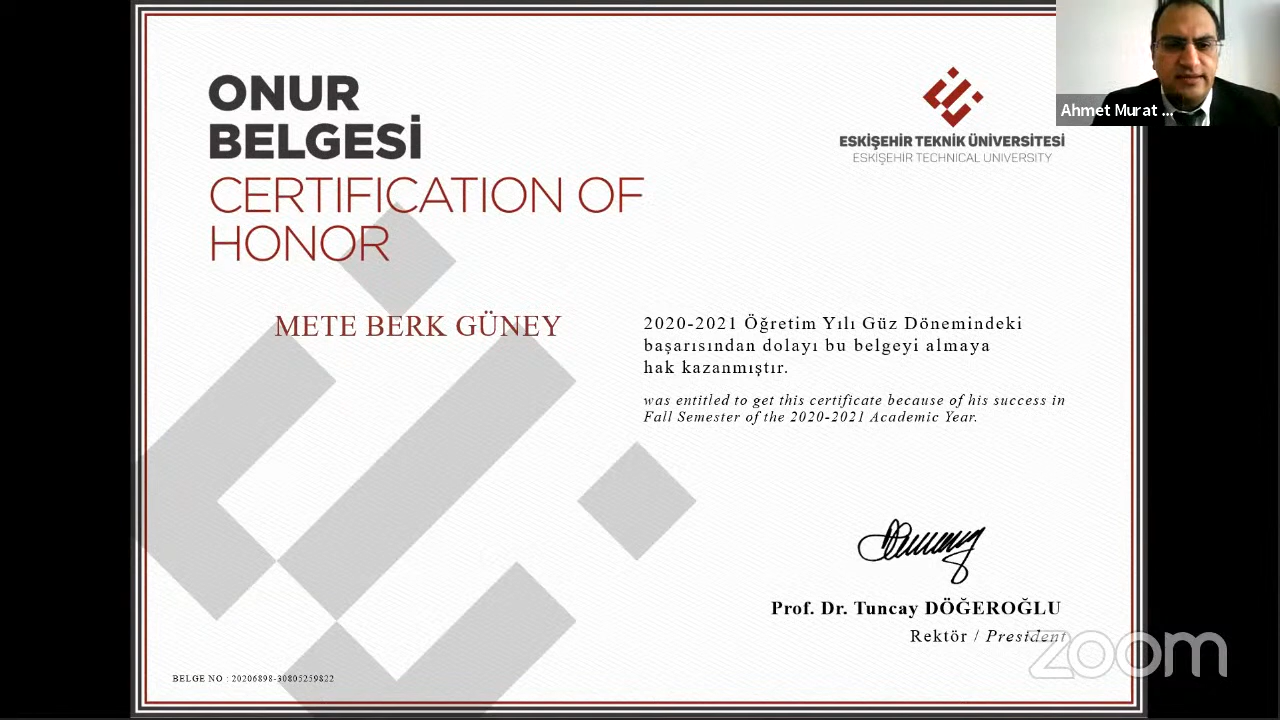 ONUR
BELGESİ
CERTIFICATION OF
HONOR
ESKİŞEHİR TEKNİK ÜNİVERSİTESİ
ESKİŞEHİR TECHNICAL UNIVERSITY
Ahmet Murat ...
METE BERK GÜNEY
2020-2021 Öğretim Yılı Güz Dönemindeki
başarısından dolayı bu belgeyi almaya
hak kazanmıştır.
was entitled to get this certificate because of his success in
Fall Semester of the 2020-2021 Academic Year.
Prof. Dr. Tuncay DÖĞEROĞLU
Rektör / President
zoom
BELGE NO : 20206898-30805259822